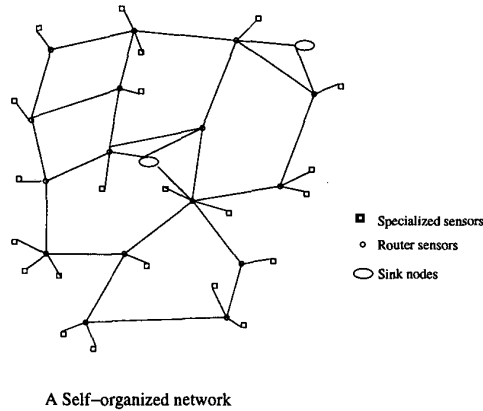 Specialized sensors
Router sensors
Sink nodes
A Self-organized network